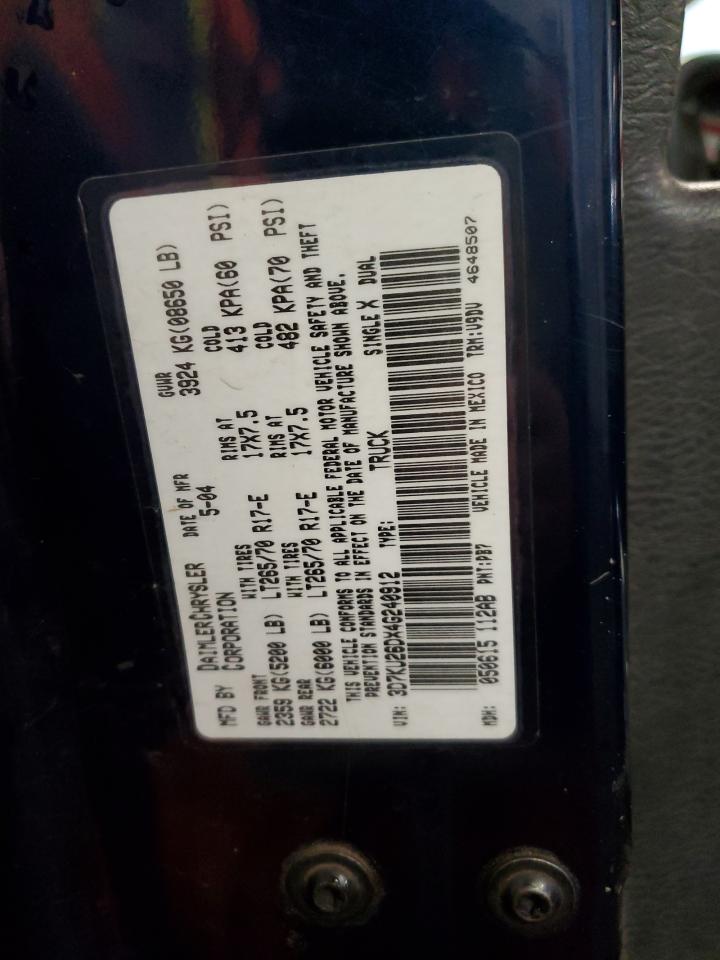 MFD BY DAIMLERCHRYSLER CORPORATION DATE OF MFR 5-04 GVWR 3924 KG(08650 LB)
GAWR FRONT WITH TIRES RIMS AT COLD
2359 KG(5200 LB) LT265/70 R17-E 17X7.5 413 KPA(60 PSI)
GAWR REAR WITH TIRES RIMS AT COLD
2722 KG(6000 LB) LT265/70 R17-E 17X7.5 482 KPA(70 PSI)
THIS VEHICLE CONFORMS TO ALL APPLICABLE FEDERAL MOTOR VEHICLE SAFETY AND THEFT
PREVENTION STANDARDS IN EFFECT ON THE DATE OF MANUFACTURE SHOWN ABOVE.
VIN: 3D7KU26DX4G240912 TYPE: TRUCK SINGLE X DUAL
MDH: 050615 112AB PNT:PB7 VEHICLE MADE IN MEXICO TRM:V9DV 4648507